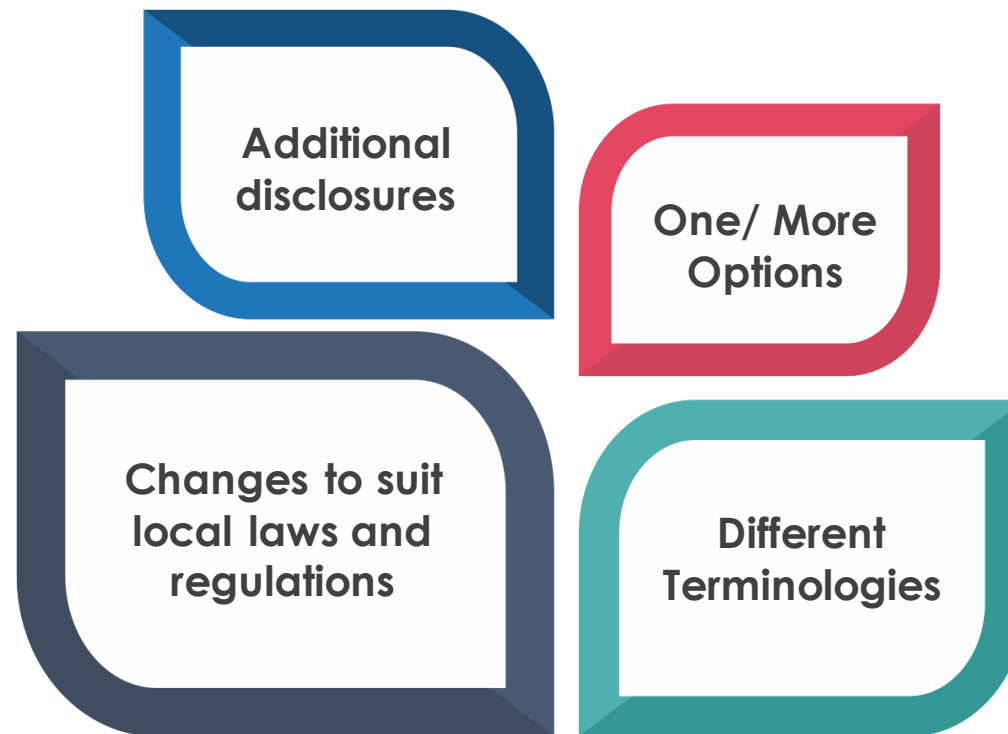 Additional
disclosures
One/ More
Options
Changes to suit
local laws and
regulations
Different
Terminologies